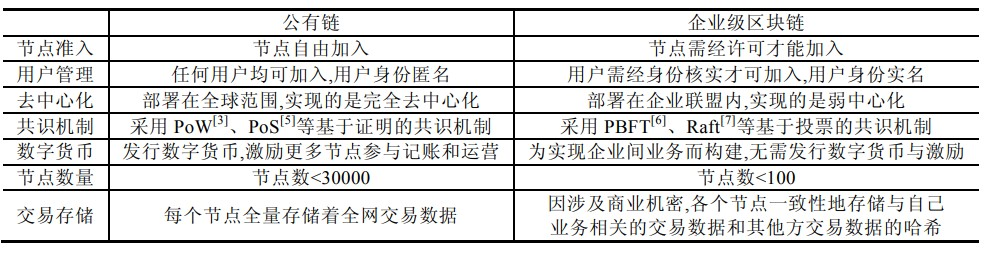 公有链 企业级区块链
节点准入 节点自由加入 节点需经许可才能加入
用户管理 任何用户均可加入,用户身份匿名 用户需经身份核实才可加入,用户身份实名
去中心化 部署在全球范围,实现的是完全去中心化 部署在企业联盟内,实现的是弱中心化
共识机制 采用 PoW[3]、PoS[5]等基于证明的共识机制 采用 PBFT[6]、Raft[7]等基于投票的共识机制
数字货币 发行数字货币,激励更多节点参与记账和运营 为实现企业间业务而构建,无需发行数字货币与激励
节点数量 节点数<30000 节点数<100
交易存储 每个节点全量存储着全网交易数据 因涉及商业机密,各个节点一致性地存储与自己
业务相关的交易数据和其他方交易数据的哈希